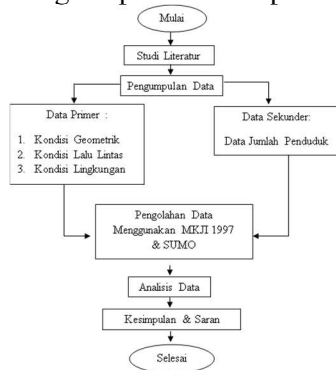 Mulai
Studi Literatur
Pengumpulan Data
Data Primer :
1. Kondisi Geometrik
2. Kondisi Lalu Lintas
3. Kondisi Lingkungan
Data Sekunder:
Data Jumlah Penduduk
Pengolahan Data
Menggunakan MKJI 1997
& SUMO
Analisis Data
Kesimpulan & Saran
Selesai